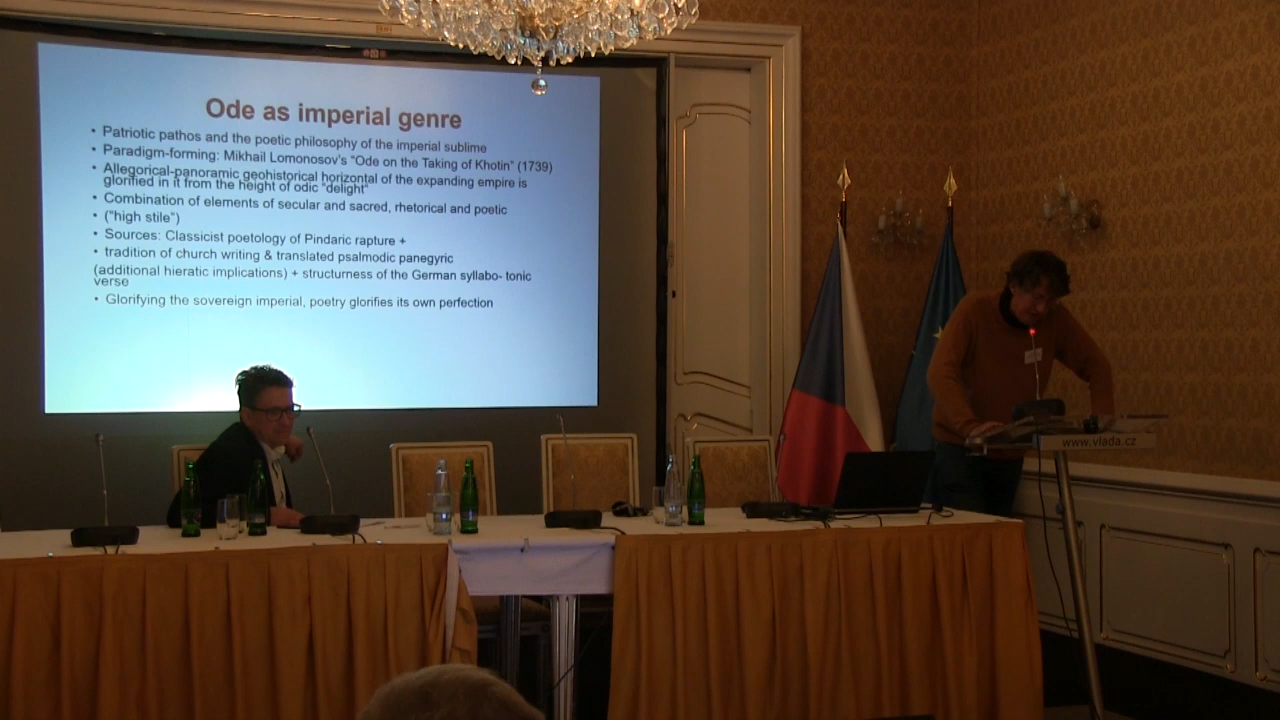 Ode as imperial genre
• Patriotic pathos and the poetic philosophy of the imperial sublime
• Paradigm-forming: Mikhail Lomonosov's "Ode on the Taking of Khotin" (1739)
• Allegorical-panoramic geohistorical horizontal of the expanding empire is
glorified in it from the height of odic "delight"
• Combination of elements of secular and sacred, rhetorical and poetic
• ("high stile")
• Sources: Classicist poetology of Pindaric rapture +
• tradition of church writing & translated psalmodic panegyric
(additional hieratic implications) + structurness of the German syllabo- tonic
verse
• Glorifying the sovereign imperial, poetry glorifies its own perfection
www.vlada.cz